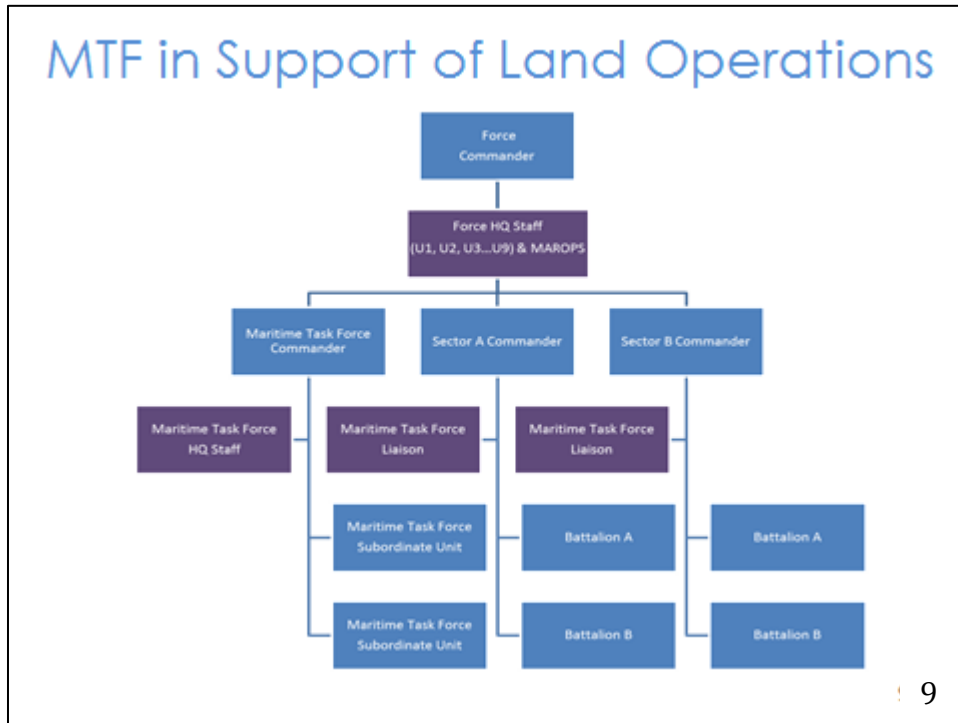 MTF in Support of Land Operations
Force
Commander
Force HQ Staff
(U1, U2, U3...U9) & MAROPS
Maritime Task Force
Commander
Sector A Commander
Sector B Commander
Maritime Task Force
HQ Staff
Maritime Task Force
Liaison
Maritime Task Force
Liaison
Maritime Task Force
Subordinate Unit
Battalion A
Battalion A
Maritime Task Force
Subordinate Unit
Battalion B
Battalion B
9